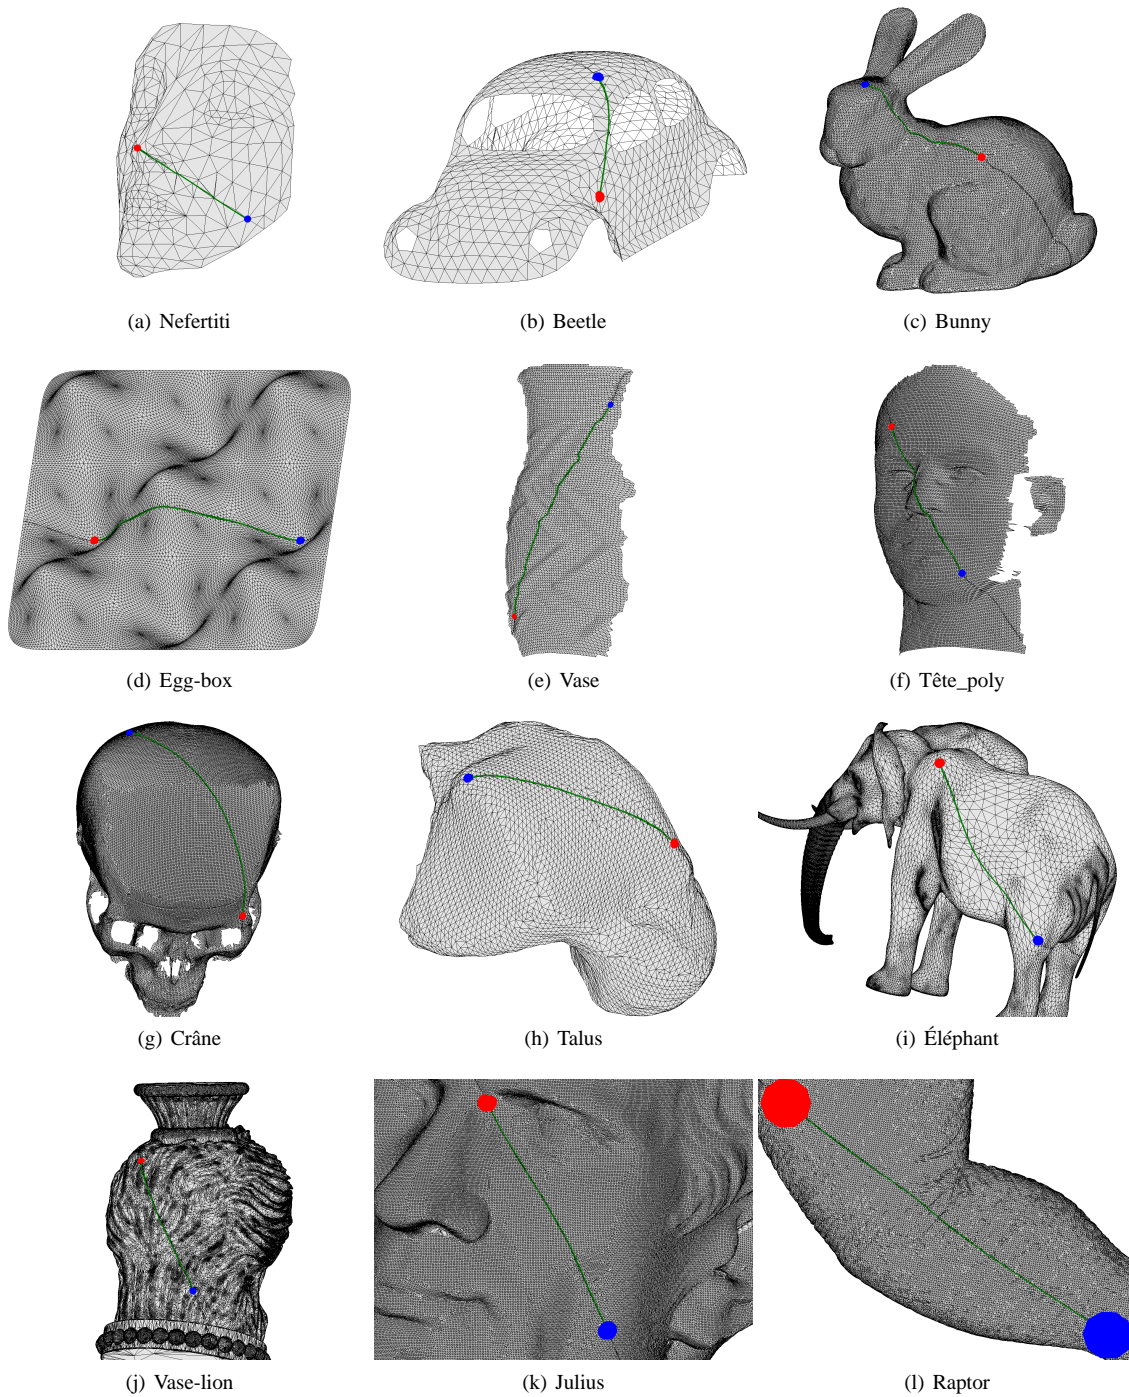 (a) Nefertiti
(b) Beetle
(c) Bunny
(d) Egg-box
(e) Vase
(f) Tête_poly
(g) Crâne
(h) Talus
(i) Éléphant
(j) Vase-lion
(k) Julius
(l) Raptor